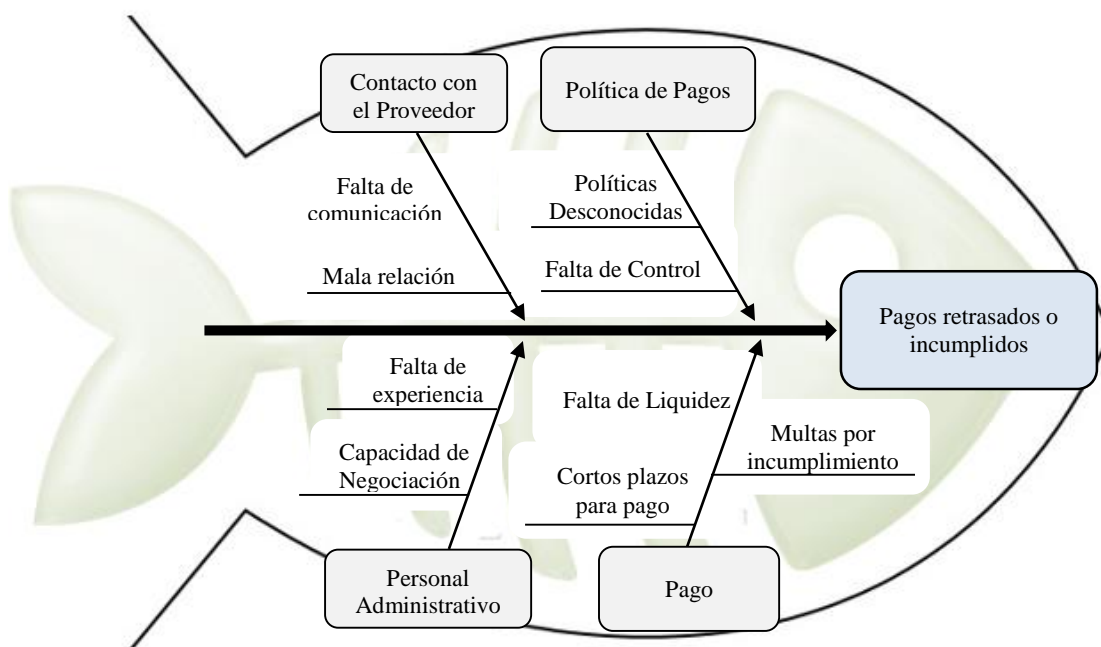 Contacto con
el Proveedor
Política de Pagos
Falta de
comunicación
Políticas
Desconocidas
Mala relación
Falta de Control
Pagos retrasados o
incumplidos
Falta de
experiencia
Falta de Liquidez
Multas por
incumplimiento
Capacidad de
Negociación
Cortos plazos
para pago
Personal
Administrativo
Pago